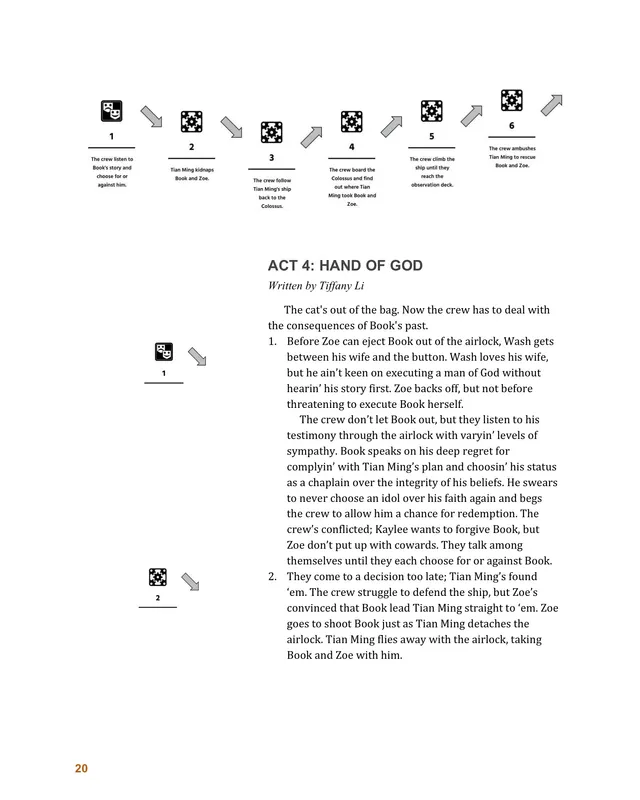 1
The crew listen to
Book's story and
choose for or
against him.
2
Tian Ming kidnaps
Book and Zoe.
3
The crew follow
Tian Ming's ship
back to the
Colossus.
4
The crew board the
Colossus and find
out where Tian
Ming took Book and
Zoe.
5
The crew climb the
ship until they
reach the
observation deck.
6
The crew ambushes
Tian Ming to rescue
Book and Zoe.
ACT 4: HAND OF GOD
Written by Tiffany Li
The cat's out of the bag. Now the crew has to deal with
the consequences of Book's past.
1. Before Zoe can eject Book out of the airlock, Wash gets
between his wife and the button. Wash loves his wife,
but he ain't keen on executing a man of God without
hearin' his story first. Zoe backs off, but not before
threatening to execute Book herself.
The crew don't let Book out, but they listen to his
testimony through the airlock with varyin' levels of
sympathy. Book speaks on his deep regret for
complyin' with Tian Ming's plan and choosin' his status
as a chaplain over the integrity of his beliefs. He swears
to never choose an idol over his faith again and begs
the crew to allow him a chance for redemption. The
crew's conflicted; Kaylee wants to forgive Book, but
Zoe don't put up with cowards. They talk among
themselves until they each choose for or against Book.
2. They come to a decision too late; Tian Ming's found
'em. The crew struggle to defend the ship, but Zoe's
convinced that Book lead Tian Ming straight to 'em. Zoe
goes to shoot Book just as Tian Ming detaches the
airlock. Tian Ming flies away with the airlock, taking
Book and Zoe with him.
1
2
20